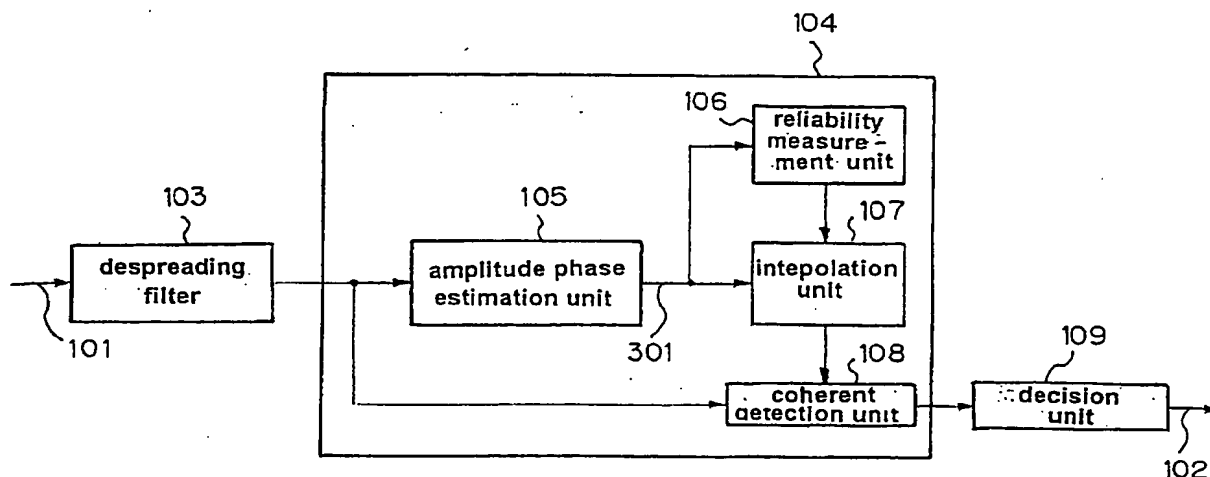 104
106
reliability
measure-
ment unit
103
105
107
despreading
filter
amplitude phase
estimation unit
intepolation
unit
101
301
108
109
coherent
detection unit
decision
unit
102